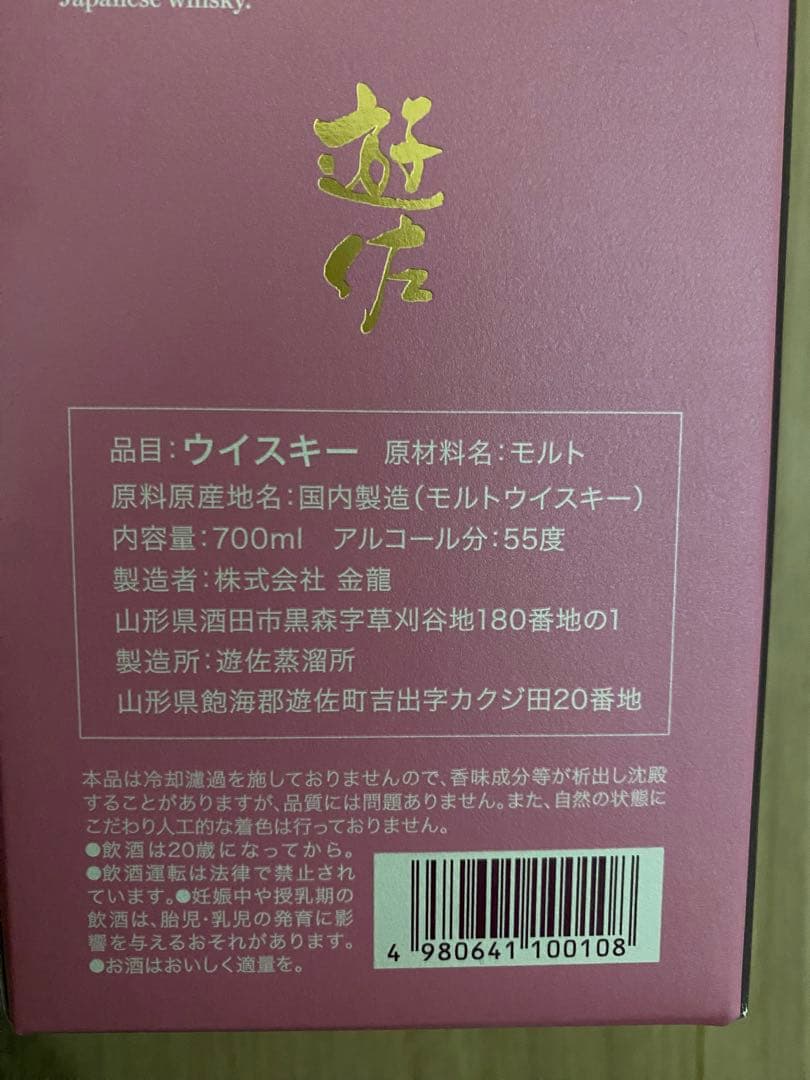 Japanese whisky.
遊佐
品目：ウイスキー　原材料名：モルト
原料原産地名：国内製造（モルトウイスキー）
内容量：700ml　アルコール分：55度
製造者：株式会社 金龍
山形県酒田市黒森字草刈谷地180番地の1
製造所：遊佐蒸溜所
山形県飽海郡遊佐町吉出字カクジ田20番地
本品は冷却濾過を施しておりませんので、香味成分等が析出し沈殿
することがありますが、品質には問題ありません。また、自然の状態に
こだわり人工的な着色は行っておりません。
●飲酒は20歳になってから。
●飲酒運転は法律で禁止され
ています。●妊娠中や授乳期の
飲酒は、胎児・乳児の発育に影
響を与えるおそれがあります。
●お酒はおいしく適量を。
4 980641 100108